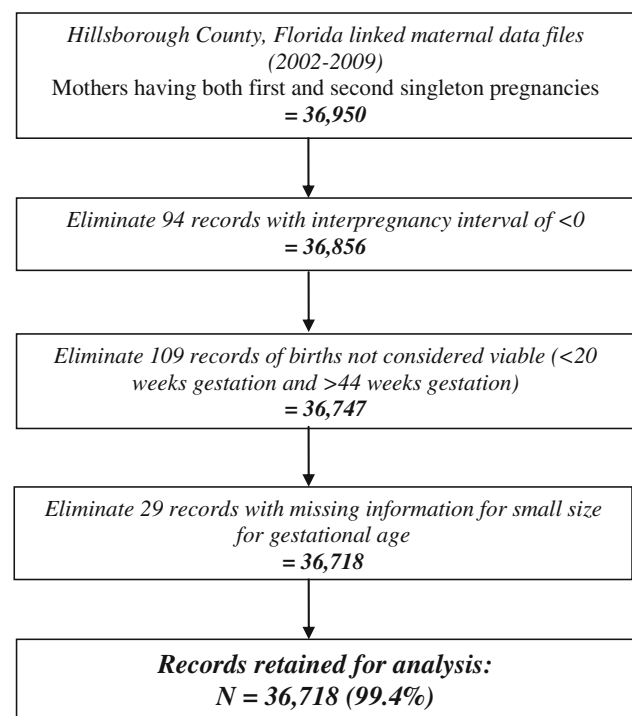 Hillsborough County, Florida linked maternal data files
(2002-2009)
Mothers having both first and second singleton pregnancies
= 36,950
Eliminate 94 records with interpregnancy interval of <0
= 36,856
Eliminate 109 records of births not considered viable (<20
weeks gestation and >44 weeks gestation)
= 36,747
Eliminate 29 records with missing information for small size
for gestational age
= 36,718
Records retained for analysis:
N = 36,718 (99.4%)